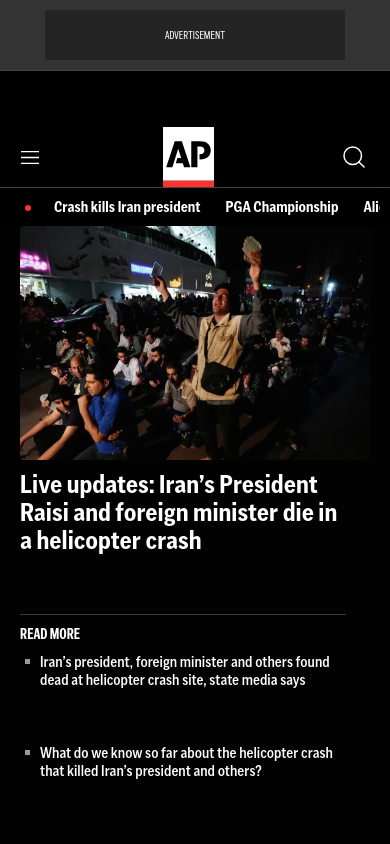 ADVERTISEMENT
AP
Crash kills Iran president
PGA Championship
Ali
Live updates: Iran’s President
Raisi and foreign minister die in
a helicopter crash
READ MORE
Iran’s president, foreign minister and others found
dead at helicopter crash site, state media says
What do we know so far about the helicopter crash
that killed Iran’s president and others?